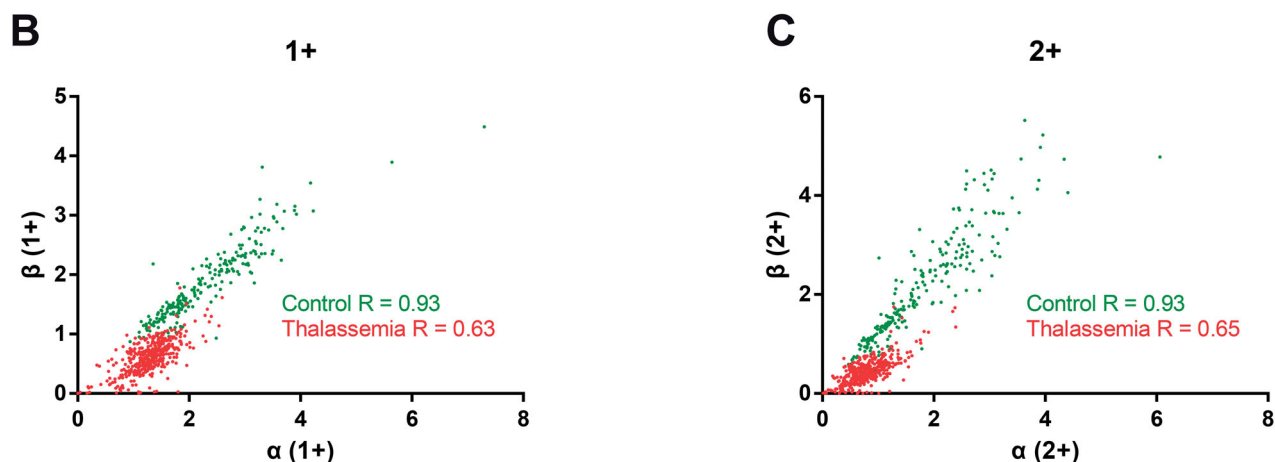 B
1+
5
4
3
2
1
0
β (1+)
Control R = 0.93
Thalassemia R = 0.63
0 2 4 6 8
α (1+)
C
2+
6
4
2
0
β (2+)
Control R = 0.93
Thalassemia R = 0.65
0 2 4 6 8
α (2+)